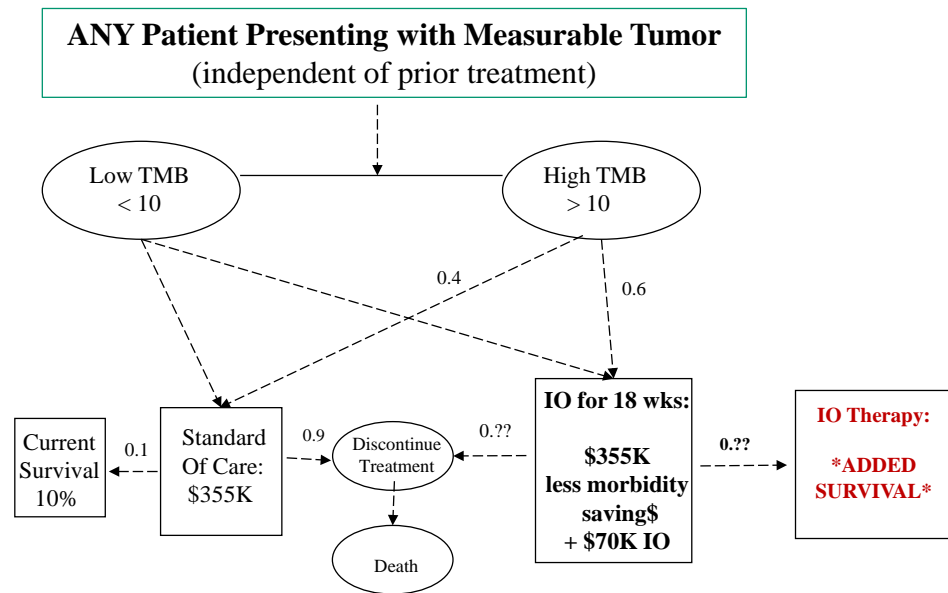 ANY Patient Presenting with Measurable Tumor
(independent of prior treatment)
Low TMB
< 10
High TMB
> 10
0.4
0.6
Current
Survival
10%
0.1
Standard
Of Care:
$355K
0.9
Discontinue
Treatment
Death
0.??
IO for 18 wks:
$355K
less morbidity
saving$
+ $70K IO
0.??
IO Therapy:
*ADDED
SURVIVAL*